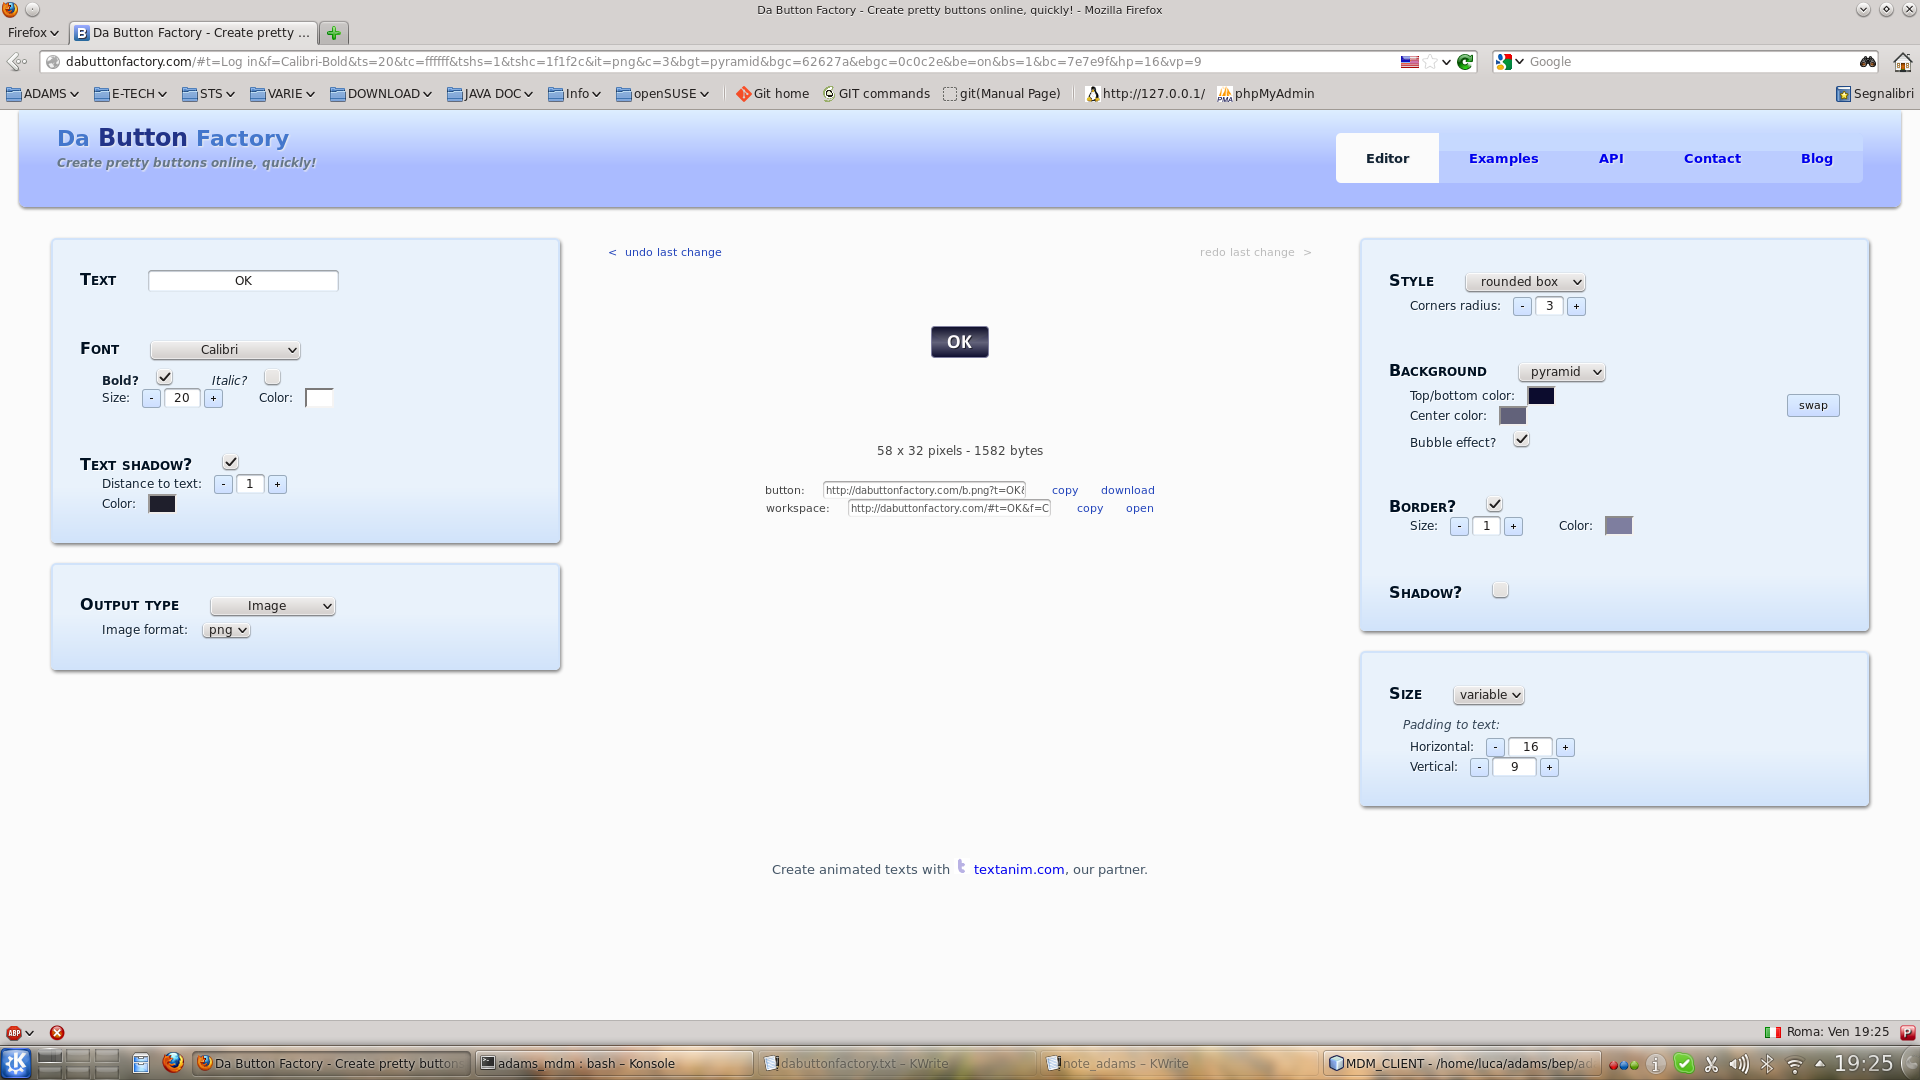 Da Button Factory - Create pretty buttons online, quickly! - Mozilla Firefox
Firefox
Da Button Factory - Create pretty ...
dabuttonfactory.com/#t=Log in&f=Calibri-Bold&ts=20&tc=ffffff&tshs=1&tshc=1f1f2c&it=png&c=3&bgt=pyramid&bgc=62627a&ebgc=0c0c2e&be=on&bs=1&bc=7e7e9f&hp=16&vp=9
Google
ADAMS E-TECH STS VARIE DOWNLOAD JAVA DOC Info openSUSE Git home GIT commands git(Manual Page) http://127.0.0.1/ phpMyAdmin Segnalibri
Da Button Factory
Create pretty buttons online, quickly!
Editor Examples API Contact Blog
Text OK
Font Calibri
Bold? Italic?
Size: - 20 + Color:
Text shadow?
Distance to text: - 1 +
Color:
Output type Image
Image format: png
< undo last change
redo last change >
OK
58 x 32 pixels - 1582 bytes
button: http://dabuttonfactory.com/b.png?t=OK& copy download
workspace: http://dabuttonfactory.com/#t=OK&f=C copy open
Style rounded box
Corners radius: - 3 +
Background pyramid
Top/bottom color:
Center color:
swap
Bubble effect?
Border?
Size: - 1 + Color:
Shadow?
Size variable
Padding to text:
Horizontal: - 16 +
Vertical: - 9 +
Create animated texts with t textanim.com, our partner.
ABP
Roma: Ven 19:25
Da Button Factory - Create pretty button
adams_mdm : bash – Konsole
dabuttonfactory.txt – KWrite
note_adams – KWrite
MDM_CLIENT - /home/luca/adams/bep/ad
19:25